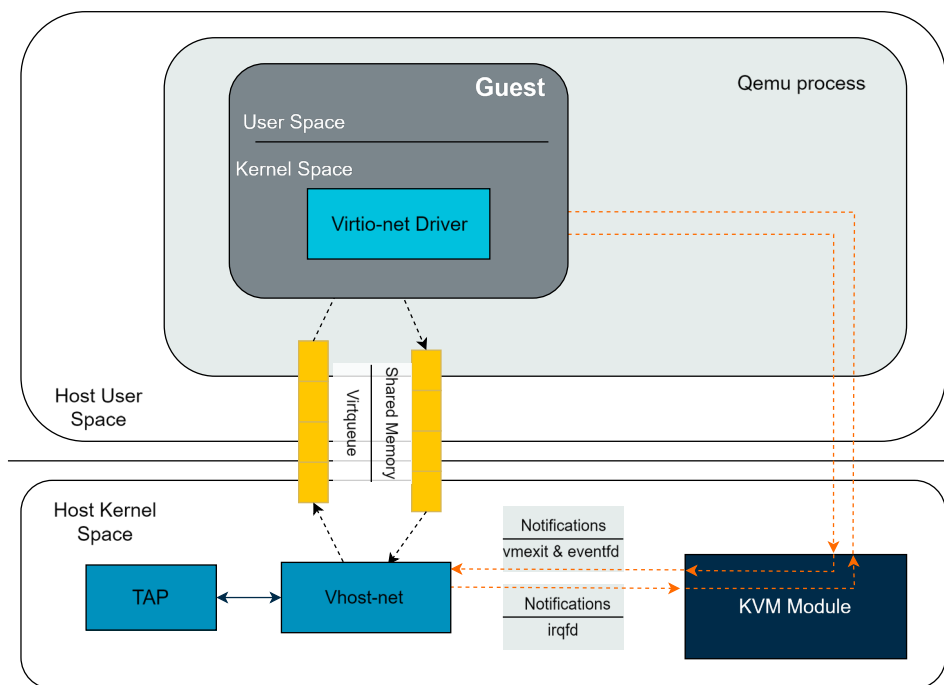 Guest
Qemu process
User Space
Kernel Space
Virtio-net Driver
Host User
Space
Virtqueue
Shared Memory
Host Kernel
Space
Notifications
vmexit & eventfd
TAP
Vhost-net
Notifications
irqfd
KVM Module